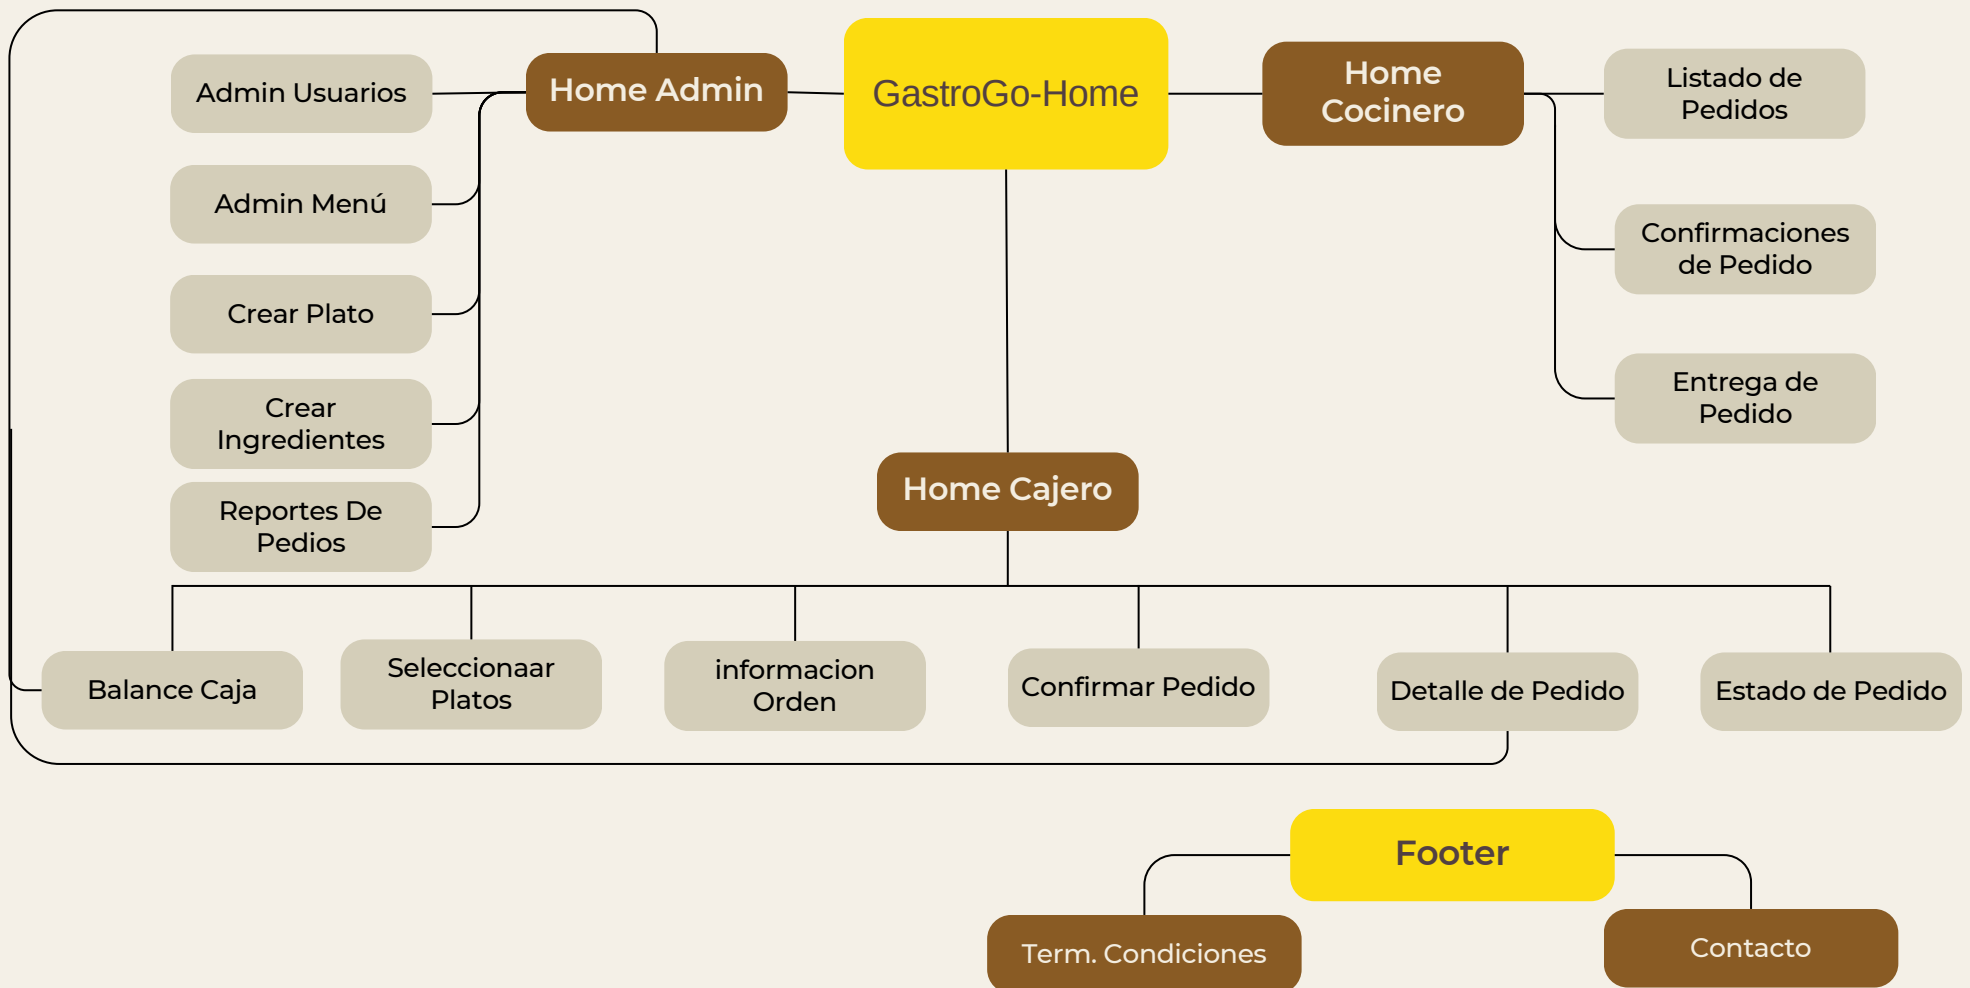 GastroGo-Home
Home Admin
Admin Usuarios
Admin Menú
Crear Plato
Crear
Ingredientes
Reportes De
Pedios
Home
Cocinero
Listado de
Pedidos
Confirmaciones
de Pedido
Entrega de
Pedido
Home Cajero
Balance Caja
Seleccionaar
Platos
informacion
Orden
Confirmar Pedido
Detalle de Pedido
Estado de Pedido
Footer
Term. Condiciones
Contacto